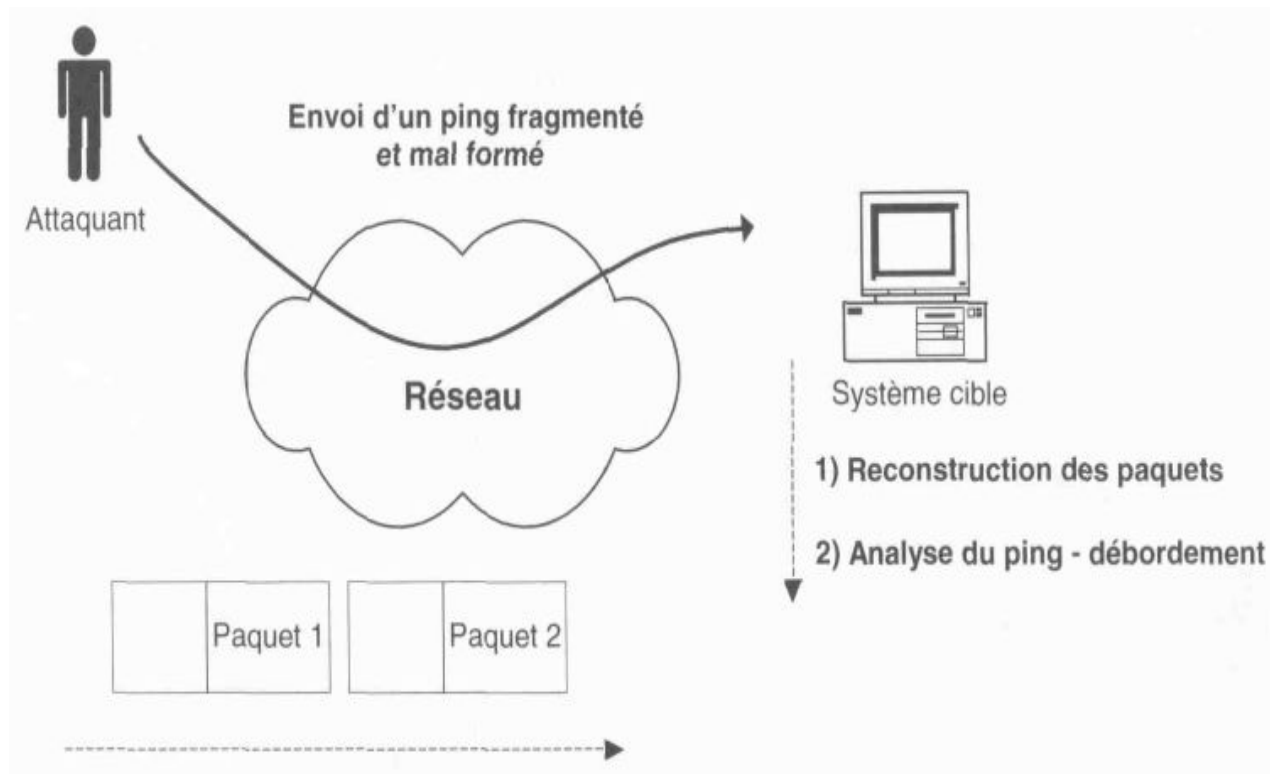 Envoi d'un ping fragmenté
et mal formé
Attaquant
Réseau
Système cible
1) Reconstruction des paquets
2) Analyse du ping - débordement
Paquet 1
Paquet 2